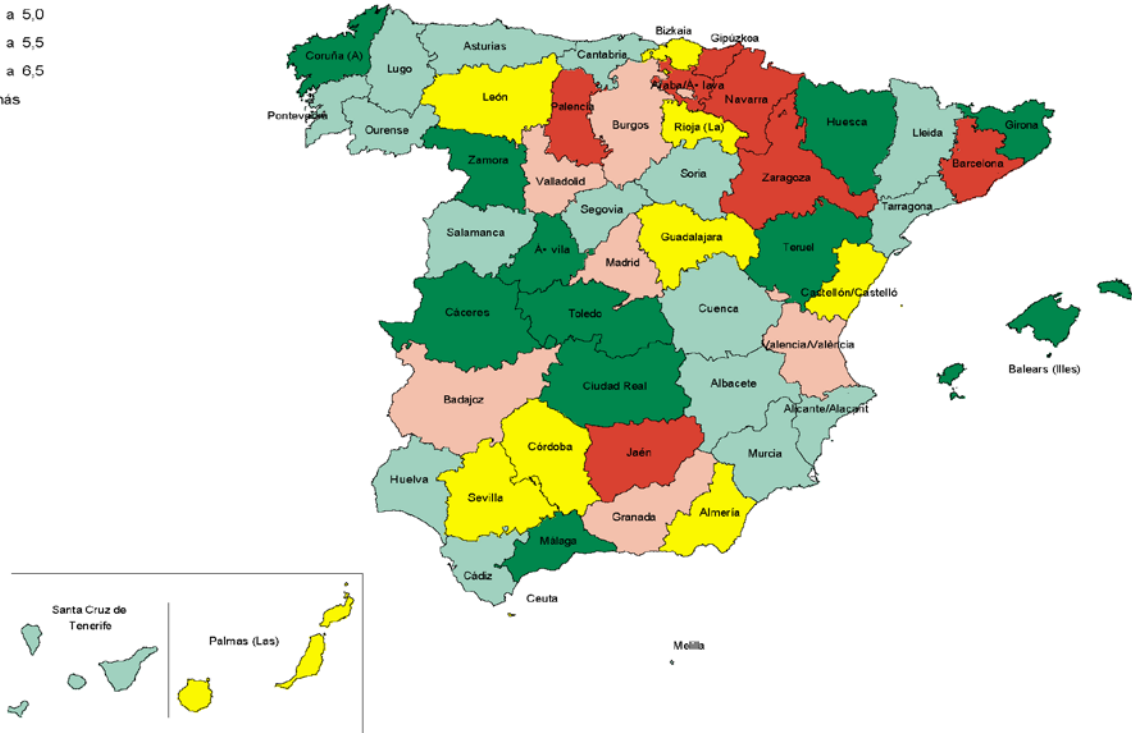 a 5,0
a 5,5
a 6,5
más
Bizkaia
Gipúzkoa
Coruña (A)
Asturias
Cantabria
Lugo
Araba/Á• lava
Navarra
León
Palencia
Huesca
Girona
Pontevedra
Burgos
Rioja (La)
Lleida
Ourense
Barcelona
Zamora
Soria
Zaragoza
Valladolid
Segovia
Tarragona
Salamanca
Guadalajara
Á• vila
Teruel
Madrid
Castellón/Castelló
Cáceres
Toledo
Cuenca
Valencia/València
Balears (Illes)
Ciudad Real
Albacete
Badajoz
Alicante/Alacant
Córdoba
Jaén
Murcia
Huelva
Sevilla
Granada
Almería
Málaga
Cádiz
Ceuta
Santa Cruz de
Tenerife
Palmas (Las)
Melilla